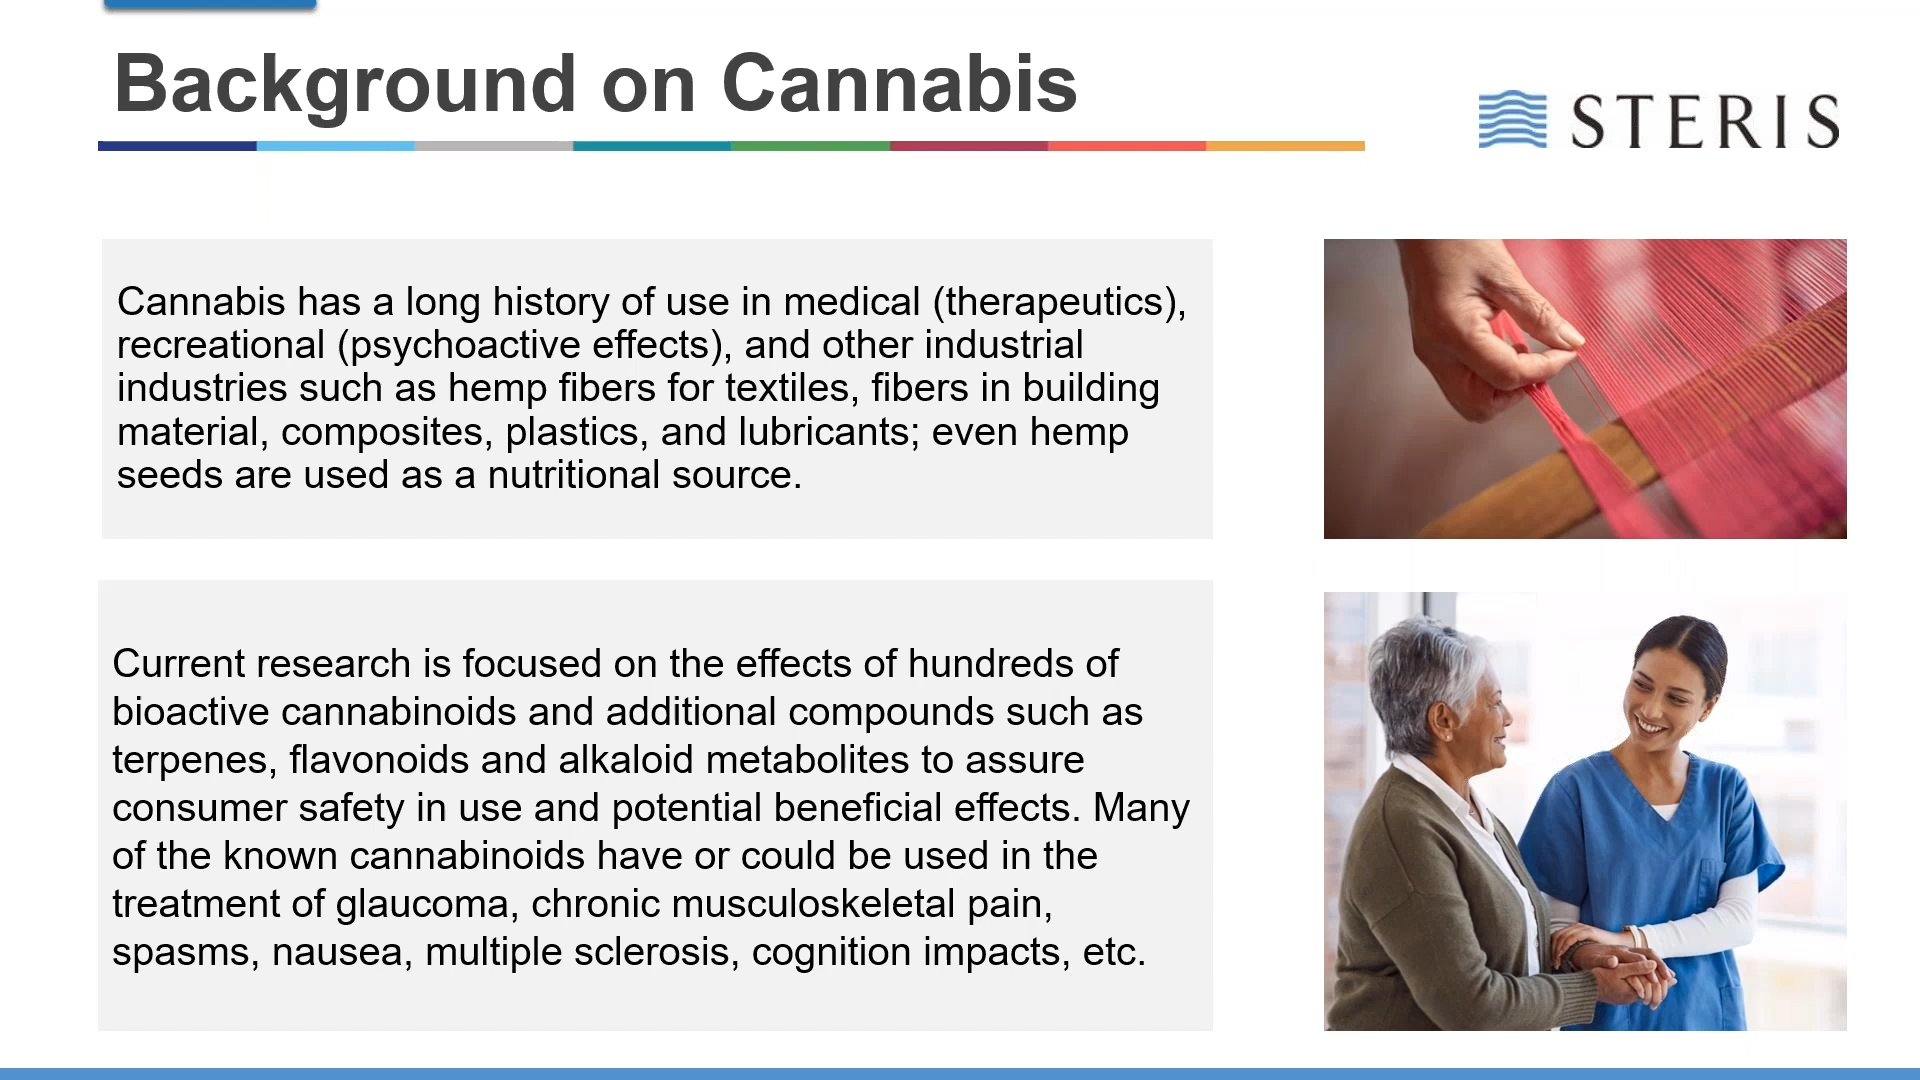 Background on Cannabis
STERIS
Cannabis has a long history of use in medical (therapeutics),
recreational (psychoactive effects), and other industrial
industries such as hemp fibers for textiles, fibers in building
material, composites, plastics, and lubricants; even hemp
seeds are used as a nutritional source.
Current research is focused on the effects of hundreds of
bioactive cannabinoids and additional compounds such as
terpenes, flavonoids and alkaloid metabolites to assure
consumer safety in use and potential beneficial effects. Many
of the known cannabinoids have or could be used in the
treatment of glaucoma, chronic musculoskeletal pain,
spasms, nausea, multiple sclerosis, cognition impacts, etc.